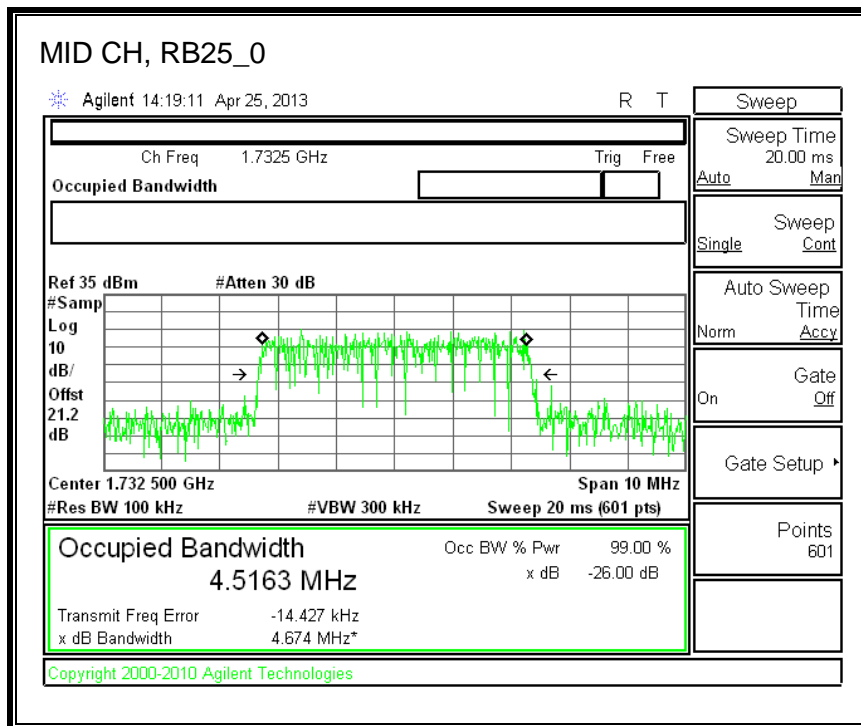 MID CH, RB25_0
Agilent 14:19:11 Apr 25, 2013 R T
Ch Freq 1.7325 GHz Trig Free
Occupied Bandwidth
Ref 35 dBm #Atten 30 dB
#Samp
Log
10
dB/
Offst
21.2
dB
Center 1.732 500 GHz Span 10 MHz
#Res BW 100 kHz #VBW 300 kHz Sweep 20 ms (601 pts)
Occupied Bandwidth Occ BW % Pwr 99.00 %
4.5163 MHz x dB -26.00 dB
Transmit Freq Error -14.427 kHz
x dB Bandwidth 4.674 MHz*
Copyright 2000-2010 Agilent Technologies
Sweep
Sweep Time
20.00 ms
Auto Man
Sweep
Single Cont
Auto Sweep
Time
Norm Accy
Gate
On Off
Gate Setup
Points
601